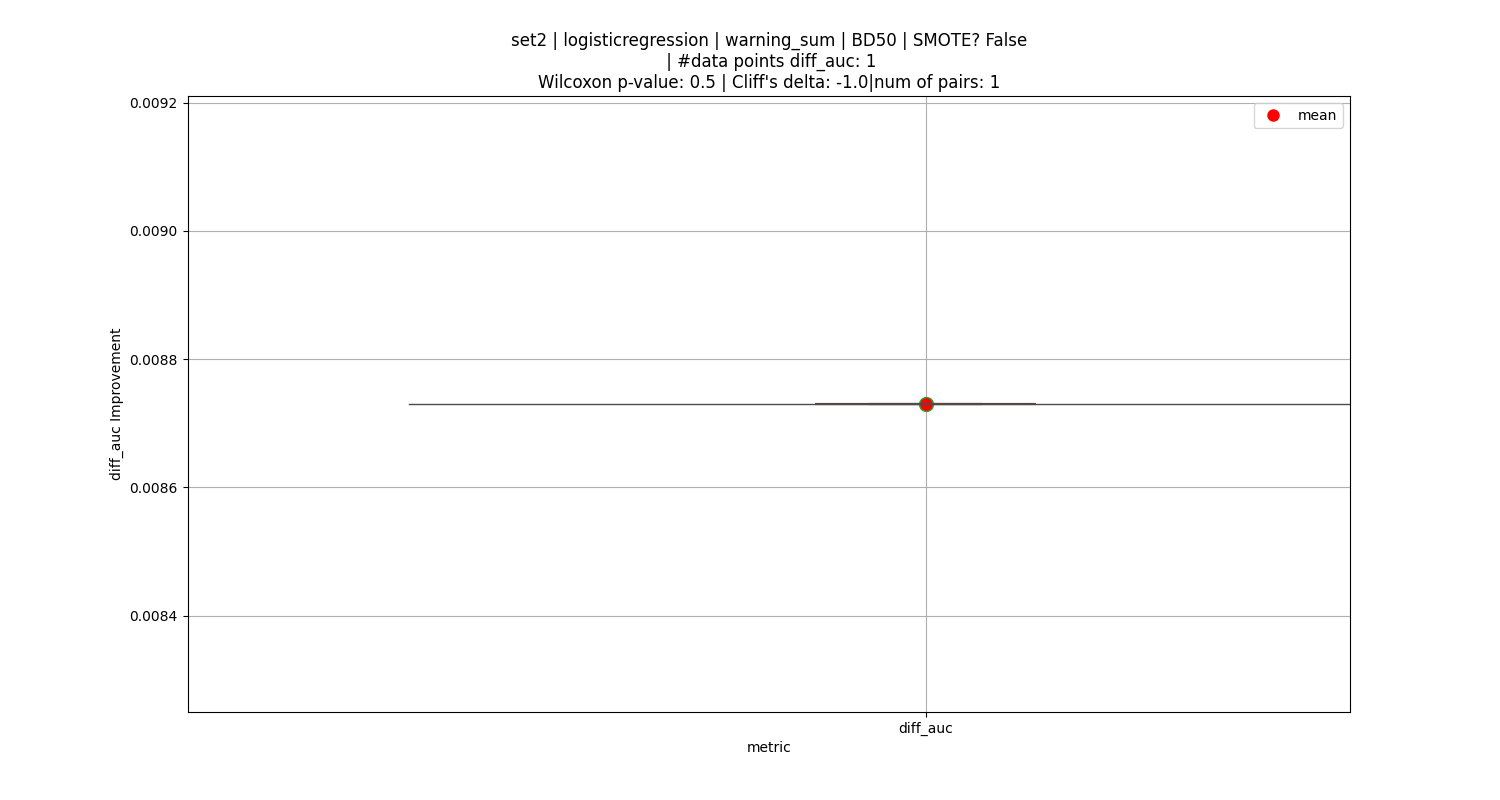 set2 | logisticregression | warning_sum | BD50 | SMOTE? False
| #data points diff_auc: 1
Wilcoxon p-value: 0.5 | Cliff's delta: -1.0|num of pairs: 1
0.0092
mean
0.0090
0.0088
diff_auc Improvement
0.0086
0.0084
diff_auc
metric